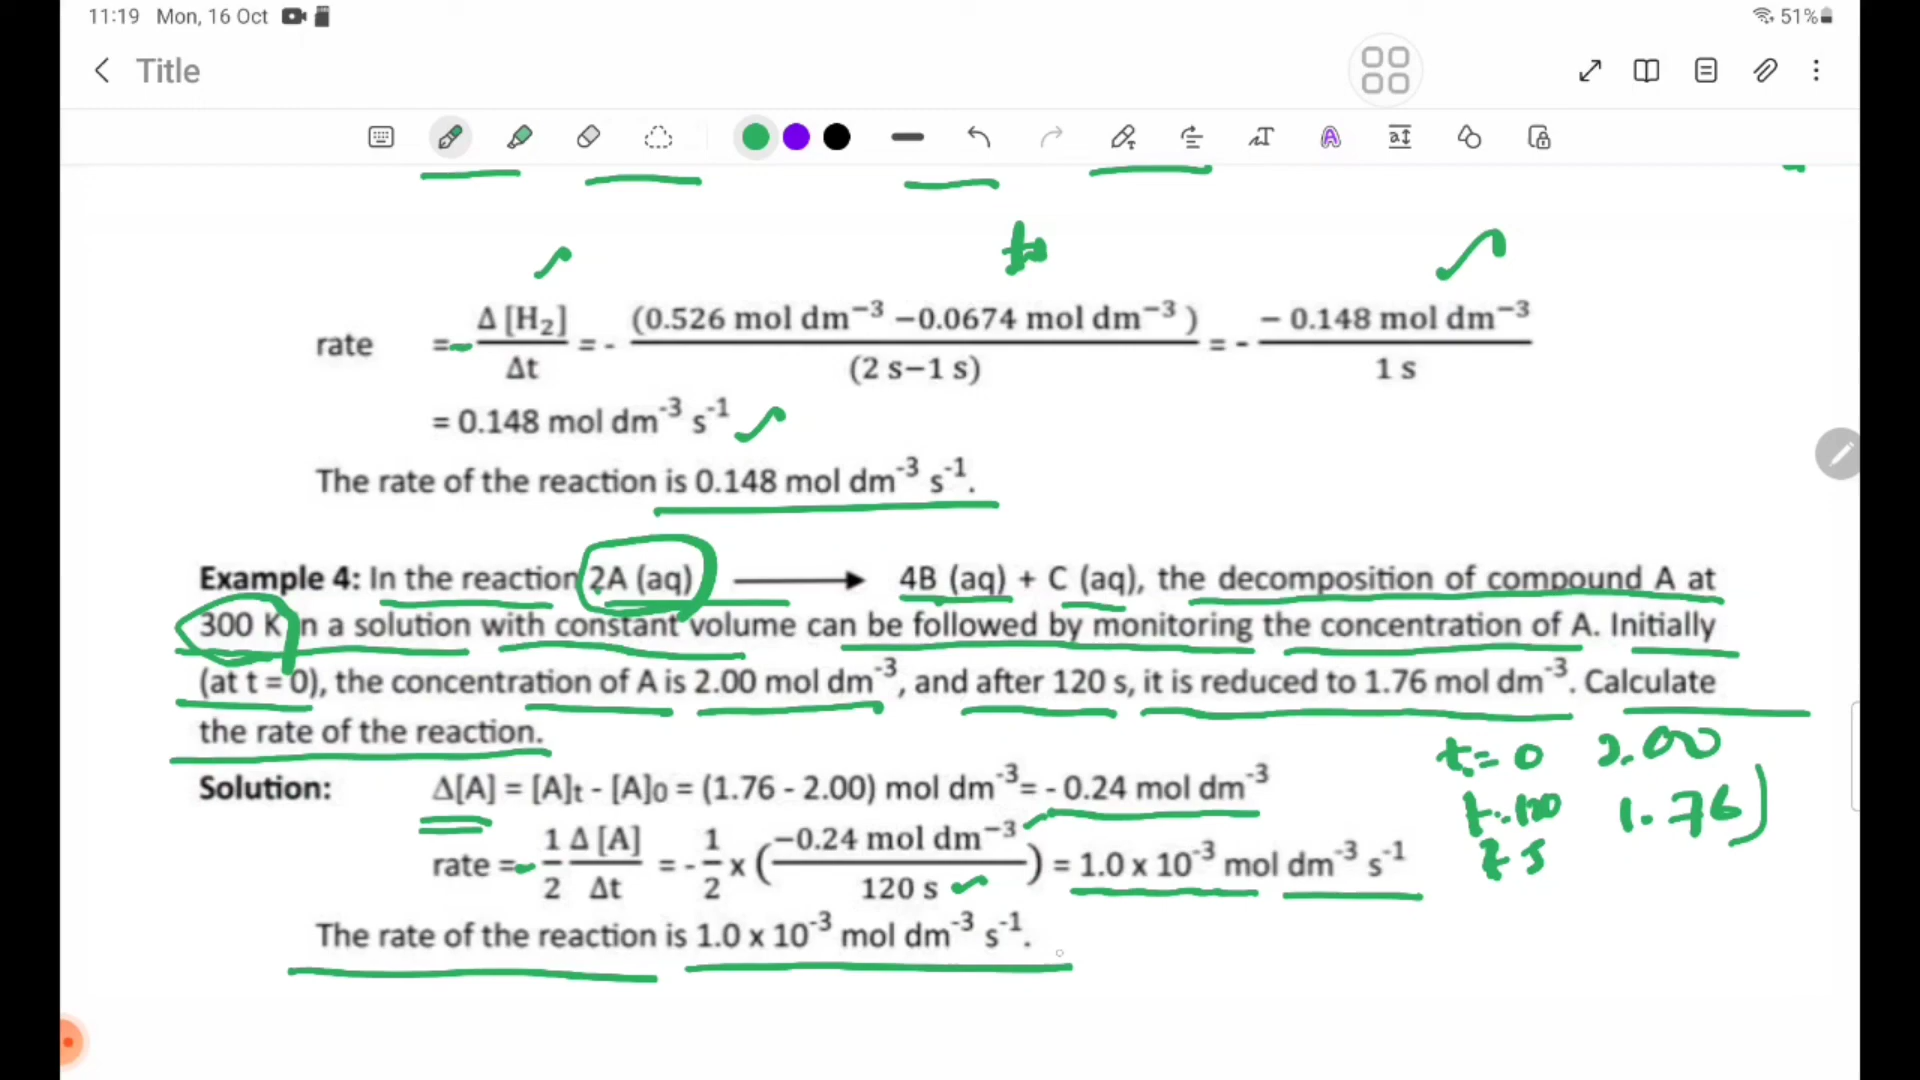 11:19 Mon, 16 Oct 51%
Title
rate = - Δ [H₂] / Δt = - (0.526 mol dm⁻³ −0.0674 mol dm⁻³ ) / (2 s−1 s) = - − 0.148 mol dm⁻³ / 1 s
= 0.148 mol dm⁻³ s⁻¹
The rate of the reaction is 0.148 mol dm⁻³ s⁻¹.
Example 4: In the reaction 2A (aq) ⟶ 4B (aq) + C (aq), the decomposition of compound A at
300 K in a solution with constant volume can be followed by monitoring the concentration of A. Initially
(at t = 0), the concentration of A is 2.00 mol dm⁻³, and after 120 s, it is reduced to 1.76 mol dm⁻³. Calculate
the rate of the reaction.
t = 0 2.00
Solution: Δ[A] = [A]t - [A]0 = (1.76 - 2.00) mol dm⁻³= - 0.24 mol dm⁻³
1.76
rate = - 1/2 Δ [A] / Δt = - 1/2 x (−0.24 mol dm⁻³ / 120 s) = 1.0 x 10⁻³ mol dm⁻³ s⁻¹
The rate of the reaction is 1.0 x 10⁻³ mol dm⁻³ s⁻¹.